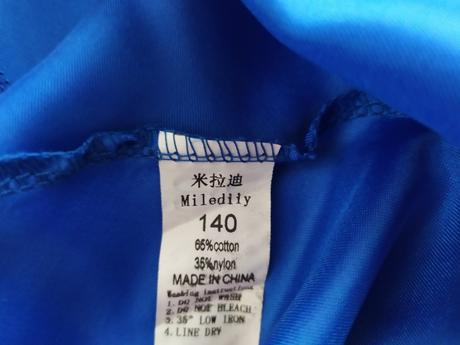 米拉迪
Miledily
140
65%cotton
35%nylon
MADE IN CHINA
Washing instructions
1. DO NOT WASH
2. DO NOT BLEACH
3. 35° LOW IRON
4. LINE DRY